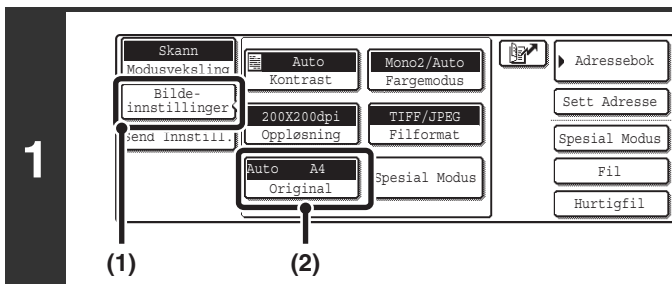 1
Skann
Modusveksling
Bilde-
innstillinger
Send Innstill.
Auto
Kontrast
Mono2/Auto
Fargemodus
200X200dpi
Oppløsning
TIFF/JPEG
Filformat
Auto A4
Original
Spesial Modus
Adressebok
Sett Adresse
Spesial Modus
Fil
Hurtigfil
(1)
(2)